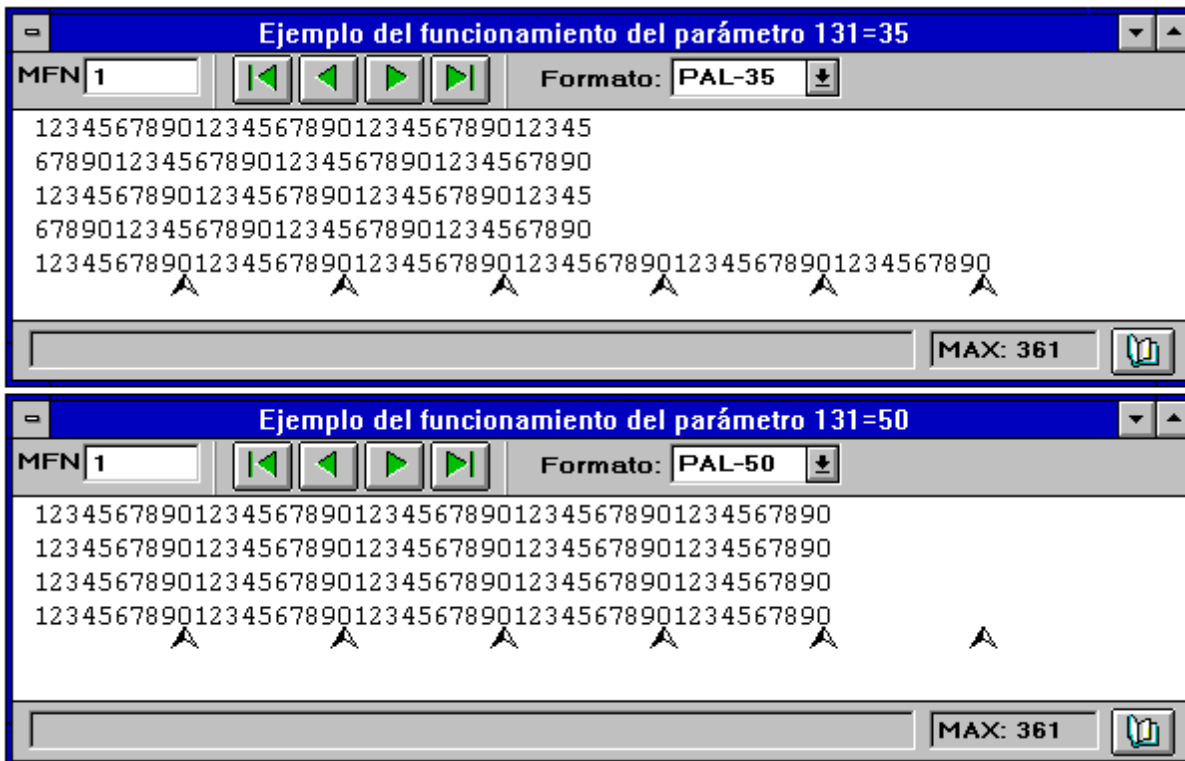 Ejemplo del funcionamiento del parámetro 131=35
MFN 1 Formato: PAL-35
12345678901234567890123456789012345
67890123456789012345678901234567890
12345678901234567890123456789012345
67890123456789012345678901234567890
123456789012345678901234567890123456789012345678901234567890
MAX: 361
Ejemplo del funcionamiento del parámetro 131=50
MFN 1 Formato: PAL-50
12345678901234567890123456789012345678901234567890
12345678901234567890123456789012345678901234567890
12345678901234567890123456789012345678901234567890
12345678901234567890123456789012345678901234567890
MAX: 361